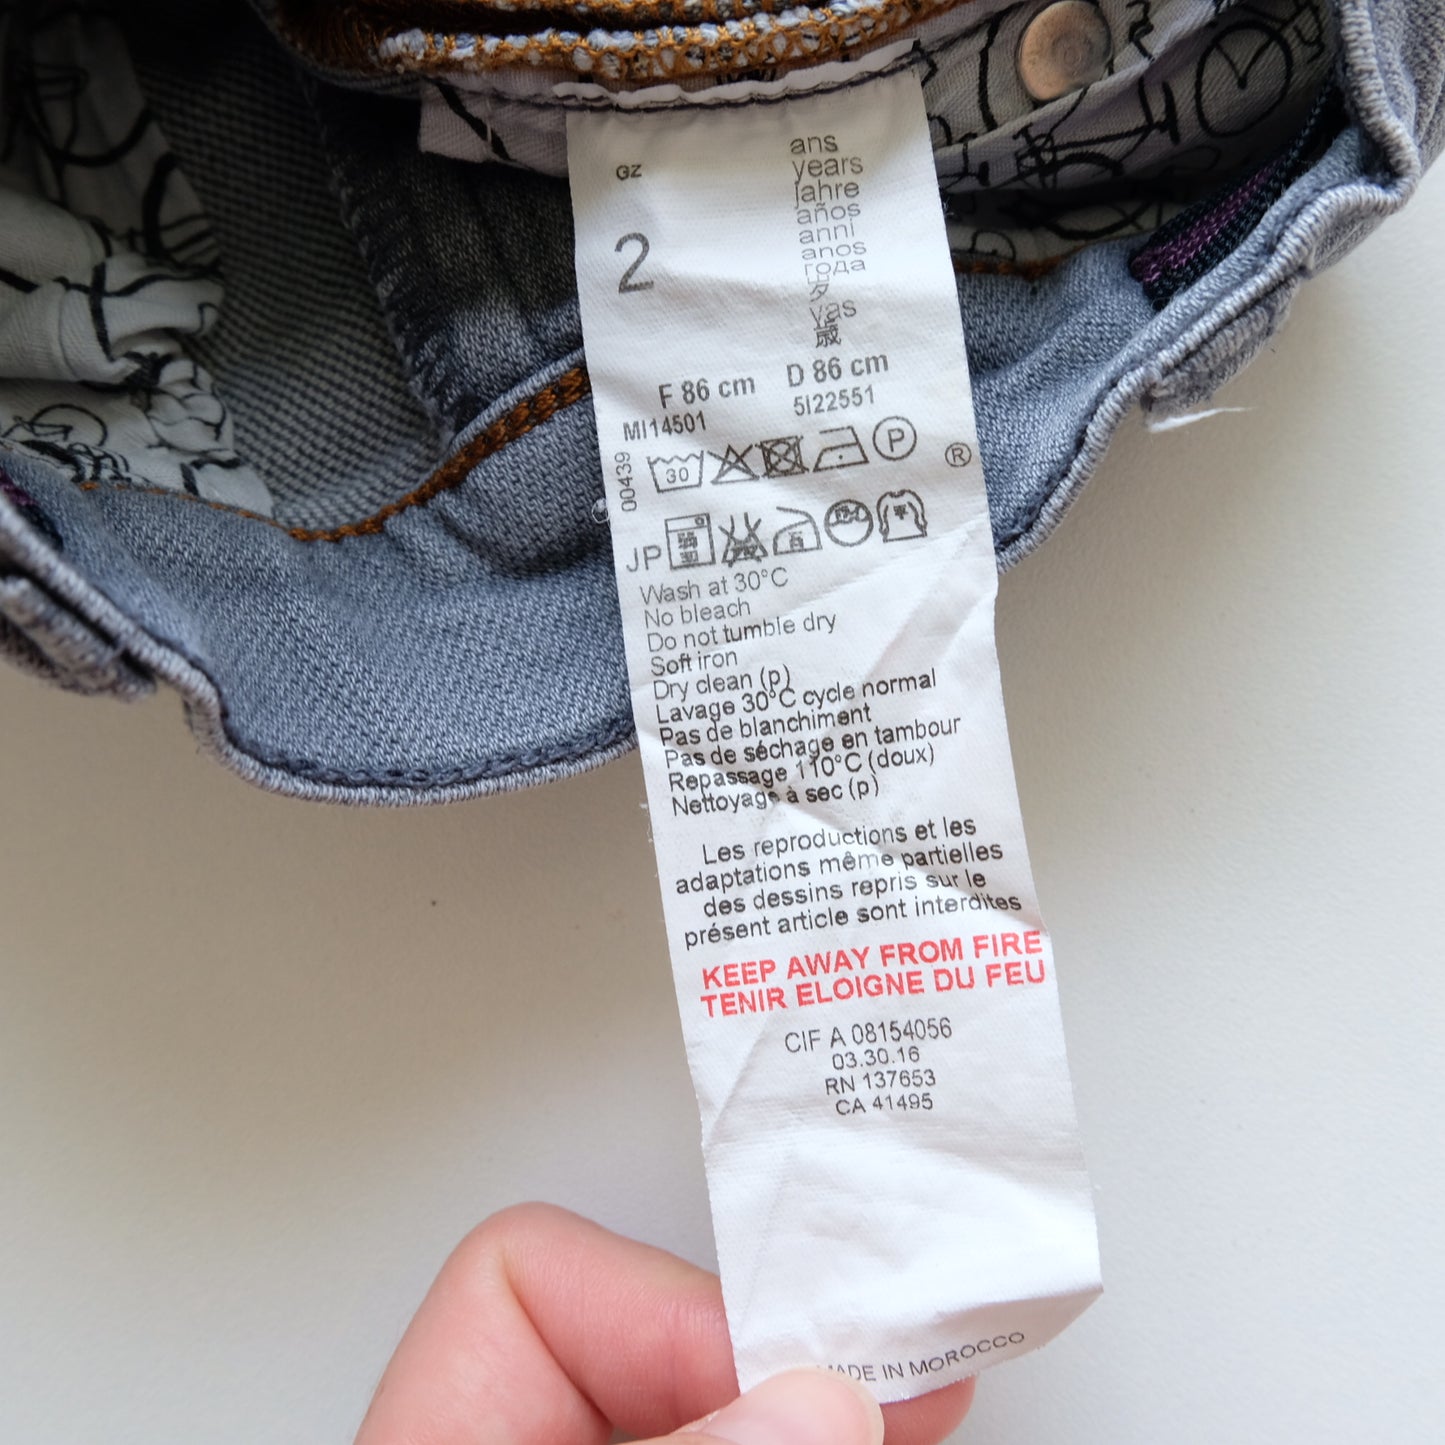 GZ
2
ans
years
Jahre
años
anni
anos
года
yas
歳
F 86 cm D 86 cm
MI14501 5I22551
00439
30
P
®
JP
Wash at 30°C
No bleach
Do not tumble dry
Soft iron
Dry clean (p)
Lavage 30°C cycle normal
Pas de blanchiment
Pas de séchage en tambour
Repassage 110°C (doux)
Nettoyage à sec (p)
Les reproductions et les
adaptations même partielles
des dessins repris sur le
présent article sont interdites
KEEP AWAY FROM FIRE
TENIR ELOIGNE DU FEU
CIF A 08154056
03.30.16
RN 137653
CA 41495
MADE IN MOROCCO